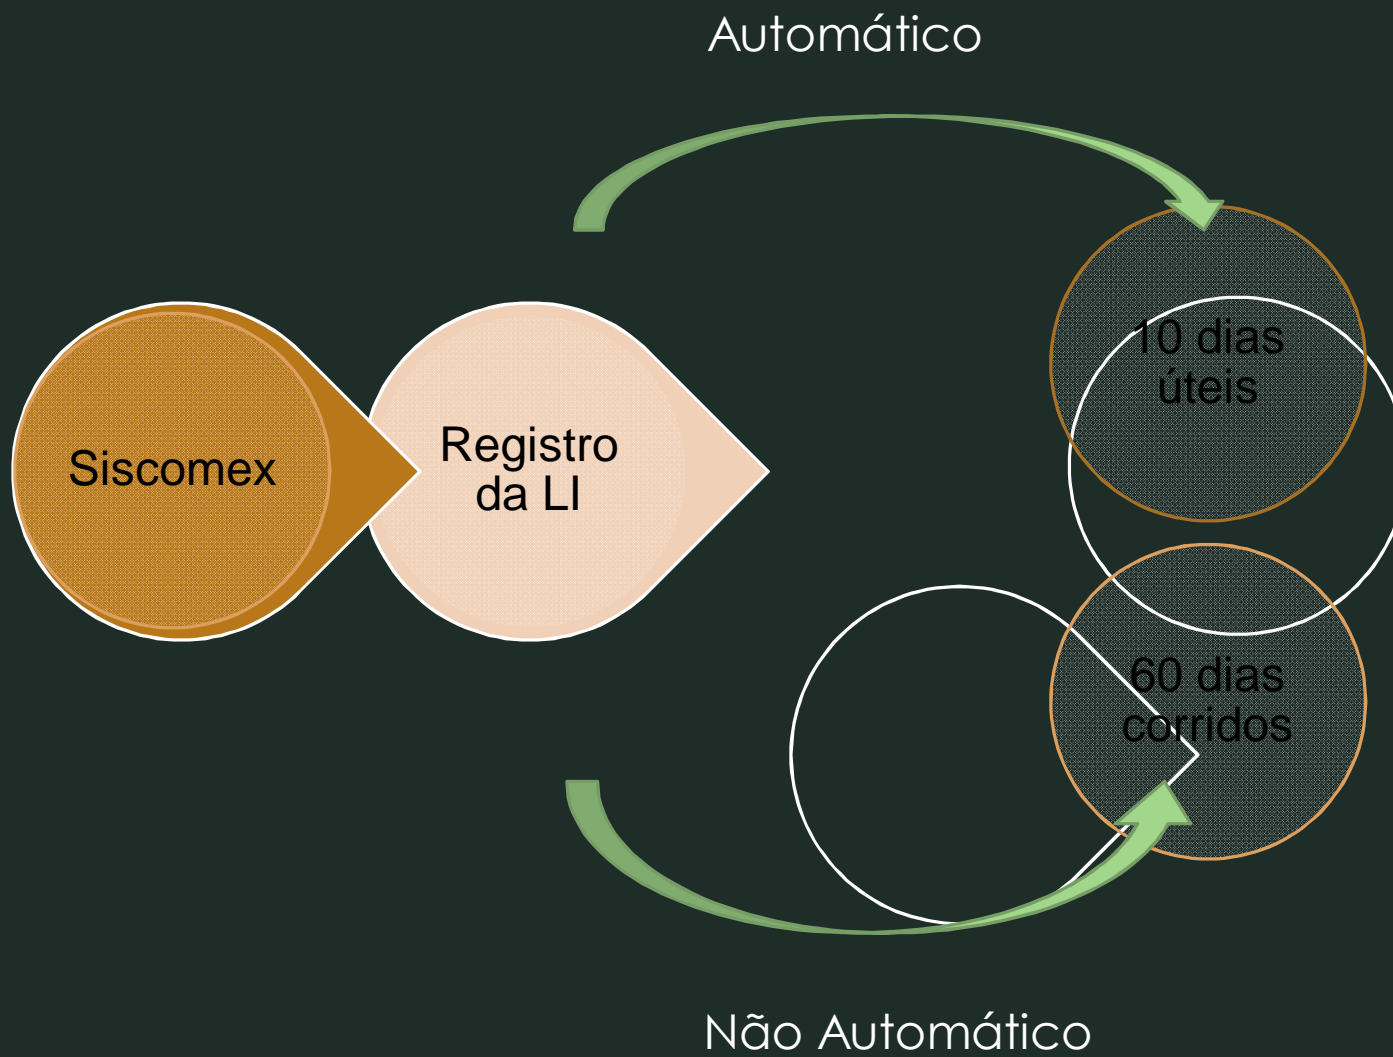 Automático
Siscomex
Registro
da LI
10 dias
úteis
60 dias
corridos
Não Automático